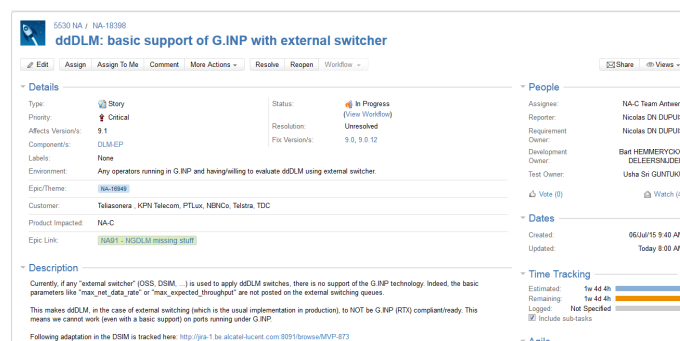 5530 NA / NA-18398
ddDLM: basic support of G.INP with external switcher
Edit Assign Assign To Me Comment More Actions Resolve Reopen Workflow Share Views
Details
Type: Story
Status: In Progress
(View Workflow)
Priority: Critical
Resolution: Unresolved
Affects Version/s: 9.1
Fix Version/s: 9.0, 9.0.12
Component/s: DLM-EP
Labels: None
Environment: Any operators running in G.INP and having/willing to evaluate ddDLM using external switcher.
Epic/Theme: NA-16949
Customer: Teliasonera , KPN Telecom, PTLux, NBNCo, Telstra, TDC
Product Impacted: NA-C
Epic Link: NA91 - NGDLM missing stuff
Description
Currently, if any "external switcher" (OSS, DSIM, ...) is used to apply ddDLM switches, there is no support of the G.INP technology. Indeed, the basic
parameters like "max_net_data_rate" or "max_expected_throughput" are not posted on the external switching queues.
This makes ddDLM, in the case of external switching (which is the usual implementation in production), to NOT be G.INP (RTX) compliant/ready. This
means we cannot work (even with a basic support) on ports running under G.INP.
Following adaptation in the DSIM is tracked here: http://jira-1.be.alcatel-lucent.com:8091/browse/MVP-873
People
Assignee: NA-C Team Antwer
Reporter: Nicolas DN DUPUI
Requirement Nicolas DN DUPUI
Owner:
Development Bart HEMMERYCKX
Owner: DELEERSNIJDER
Test Owner: Usha Sri GUNTUKU
Vote (0) Watch (4
Dates
Created: 06/Jul/15 9:40 AM
Updated: Today 8:00 AM
Time Tracking
Estimated: 1w 4d 4h
Remaining: 1w 4d 4h
Logged: Not Specified
Include sub-tasks
Agile